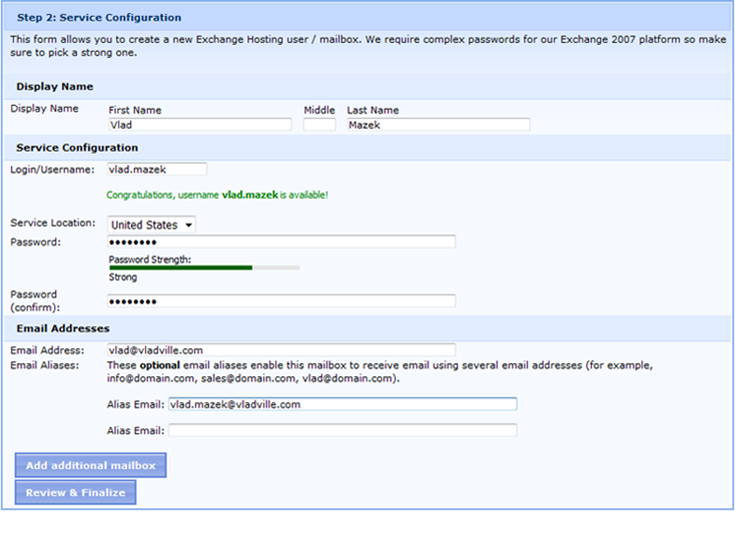 Step 2: Service Configuration
This form allows you to create a new Exchange Hosting user / mailbox. We require complex passwords for our Exchange 2007 platform so make
sure to pick a strong one.
Display Name
Display Name First Name Middle Last Name
Vlad Mazek
Service Configuration
Login/Username: vlad.mazek
Congratulations, username vlad.mazek is available!
Service Location: United States
Password: ••••••••
Password Strength:
Strong
Password
(confirm): ••••••••
Email Addresses
Email Address: vlad@vladville.com
Email Aliases: These optional email aliases enable this mailbox to receive email using several email addresses (for example,
info@domain.com, sales@domain.com, vlad@domain.com).
Alias Email: vlad.mazek@vladville.com
Alias Email:
Add additional mailbox
Review & Finalize